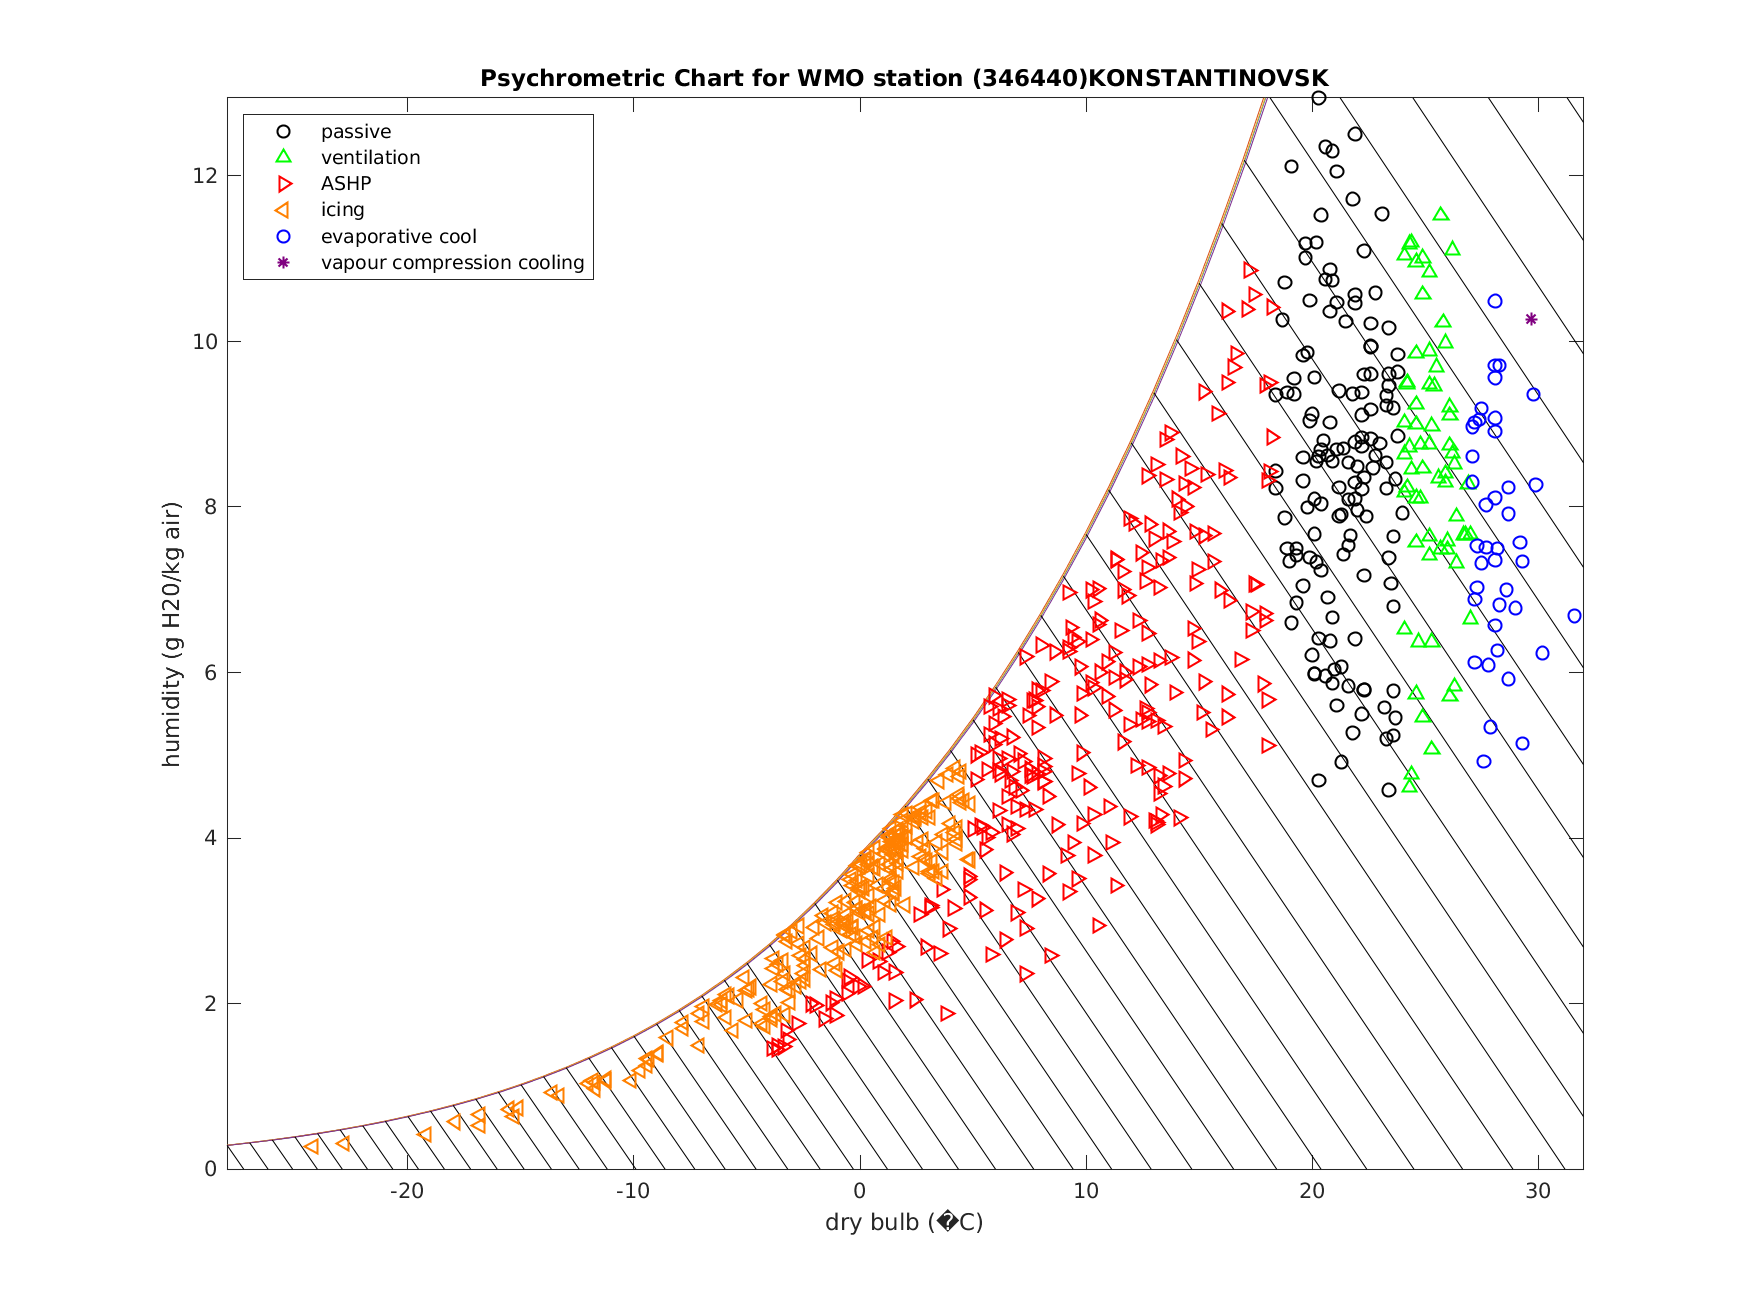 Psychrometric Chart for WMO station (346440)KONSTANTINOVSK
passive
ventilation
ASHP
icing
evaporative cool
vapour compression cooling
12
10
8
6
4
2
0
humidity (g H20/kg air)
-20
-10
0
10
20
30
dry bulb (�C)